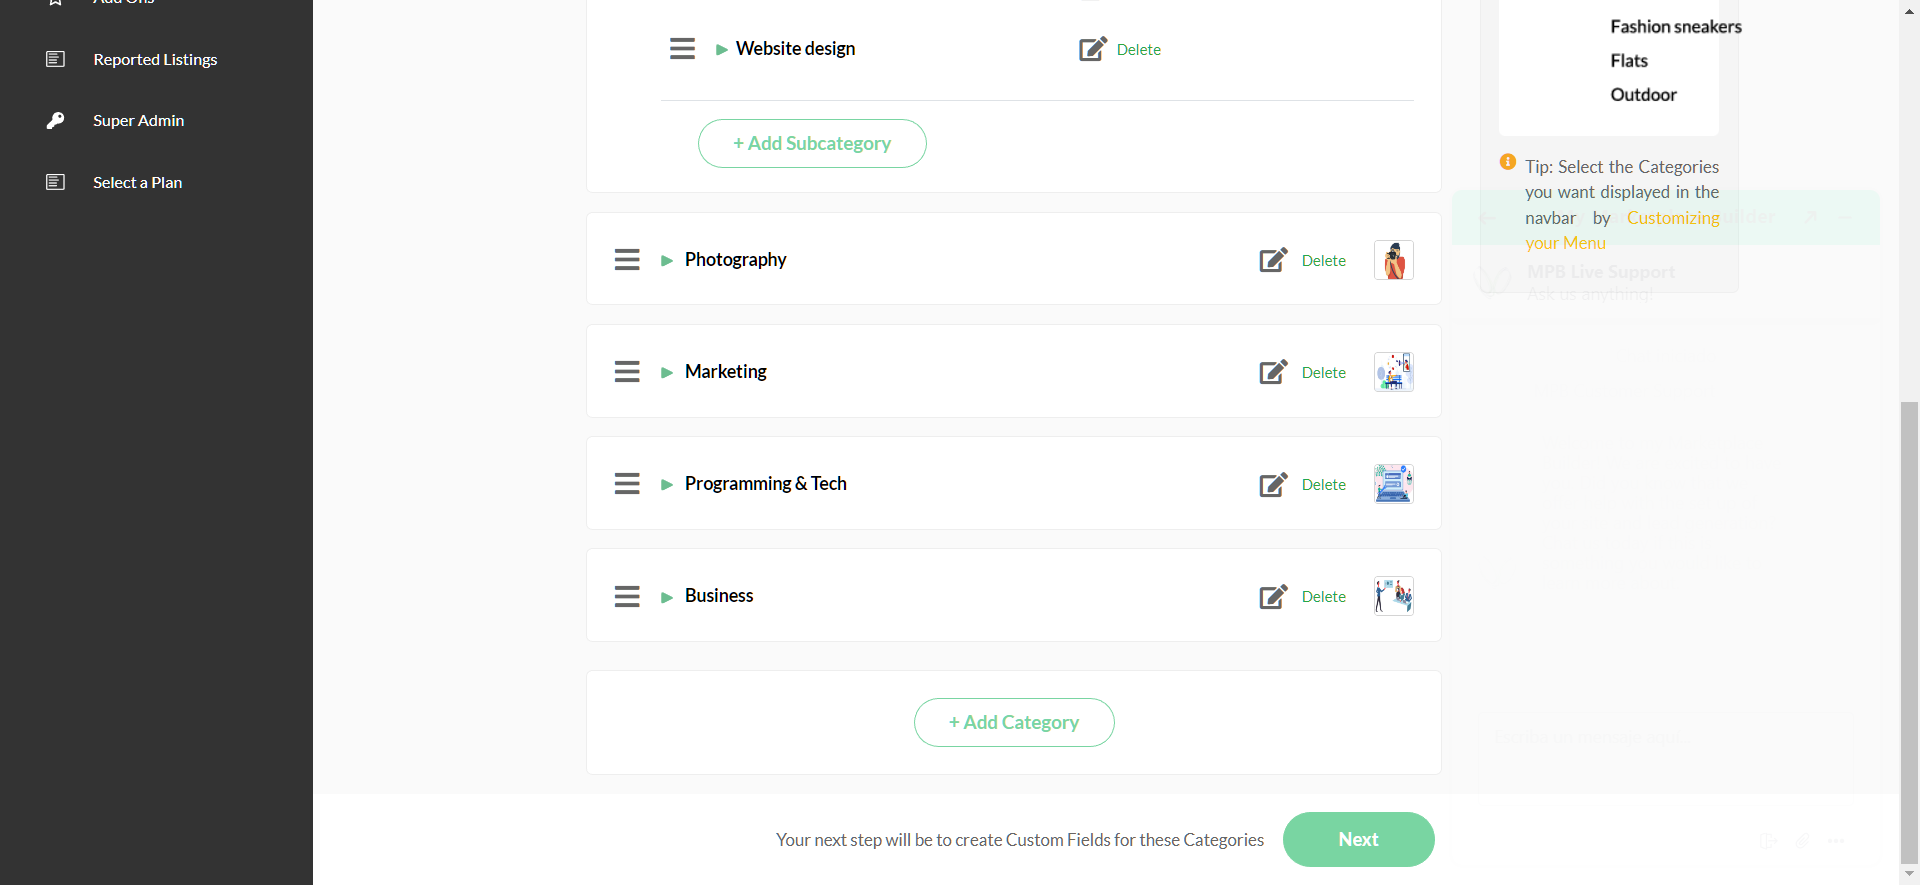 Add Ons
Reported Listings
Super Admin
Select a Plan
Website design
Delete
+ Add Subcategory
Photography
Delete
Marketing
Delete
Programming & Tech
Delete
Business
Delete
+ Add Category
Your next step will be to create Custom Fields for these Categories
Next
Fashion sneakers
Flats
Outdoor
Tip: Select the Categories
you want displayed in the
navbar by Customizing
your Menu
MPB Live Support
Ask us anything!